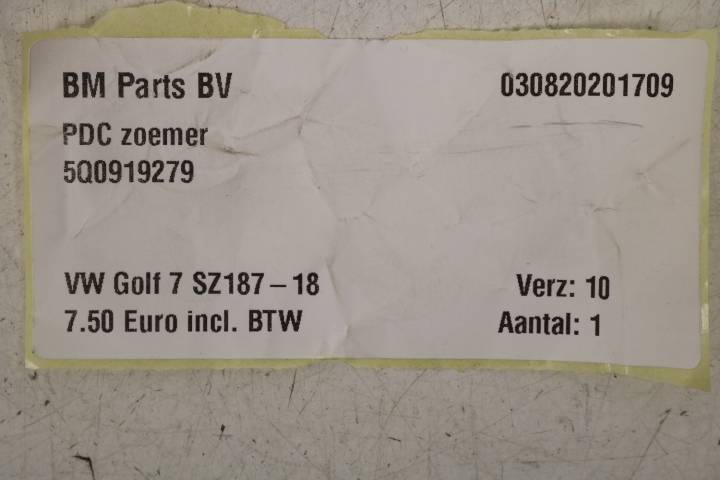 BM Parts BV 030820201709
PDC zoemer
5Q0919279
VW Golf 7 SZ187 – 18 Verz: 10
7.50 Euro incl. BTW Aantal: 1